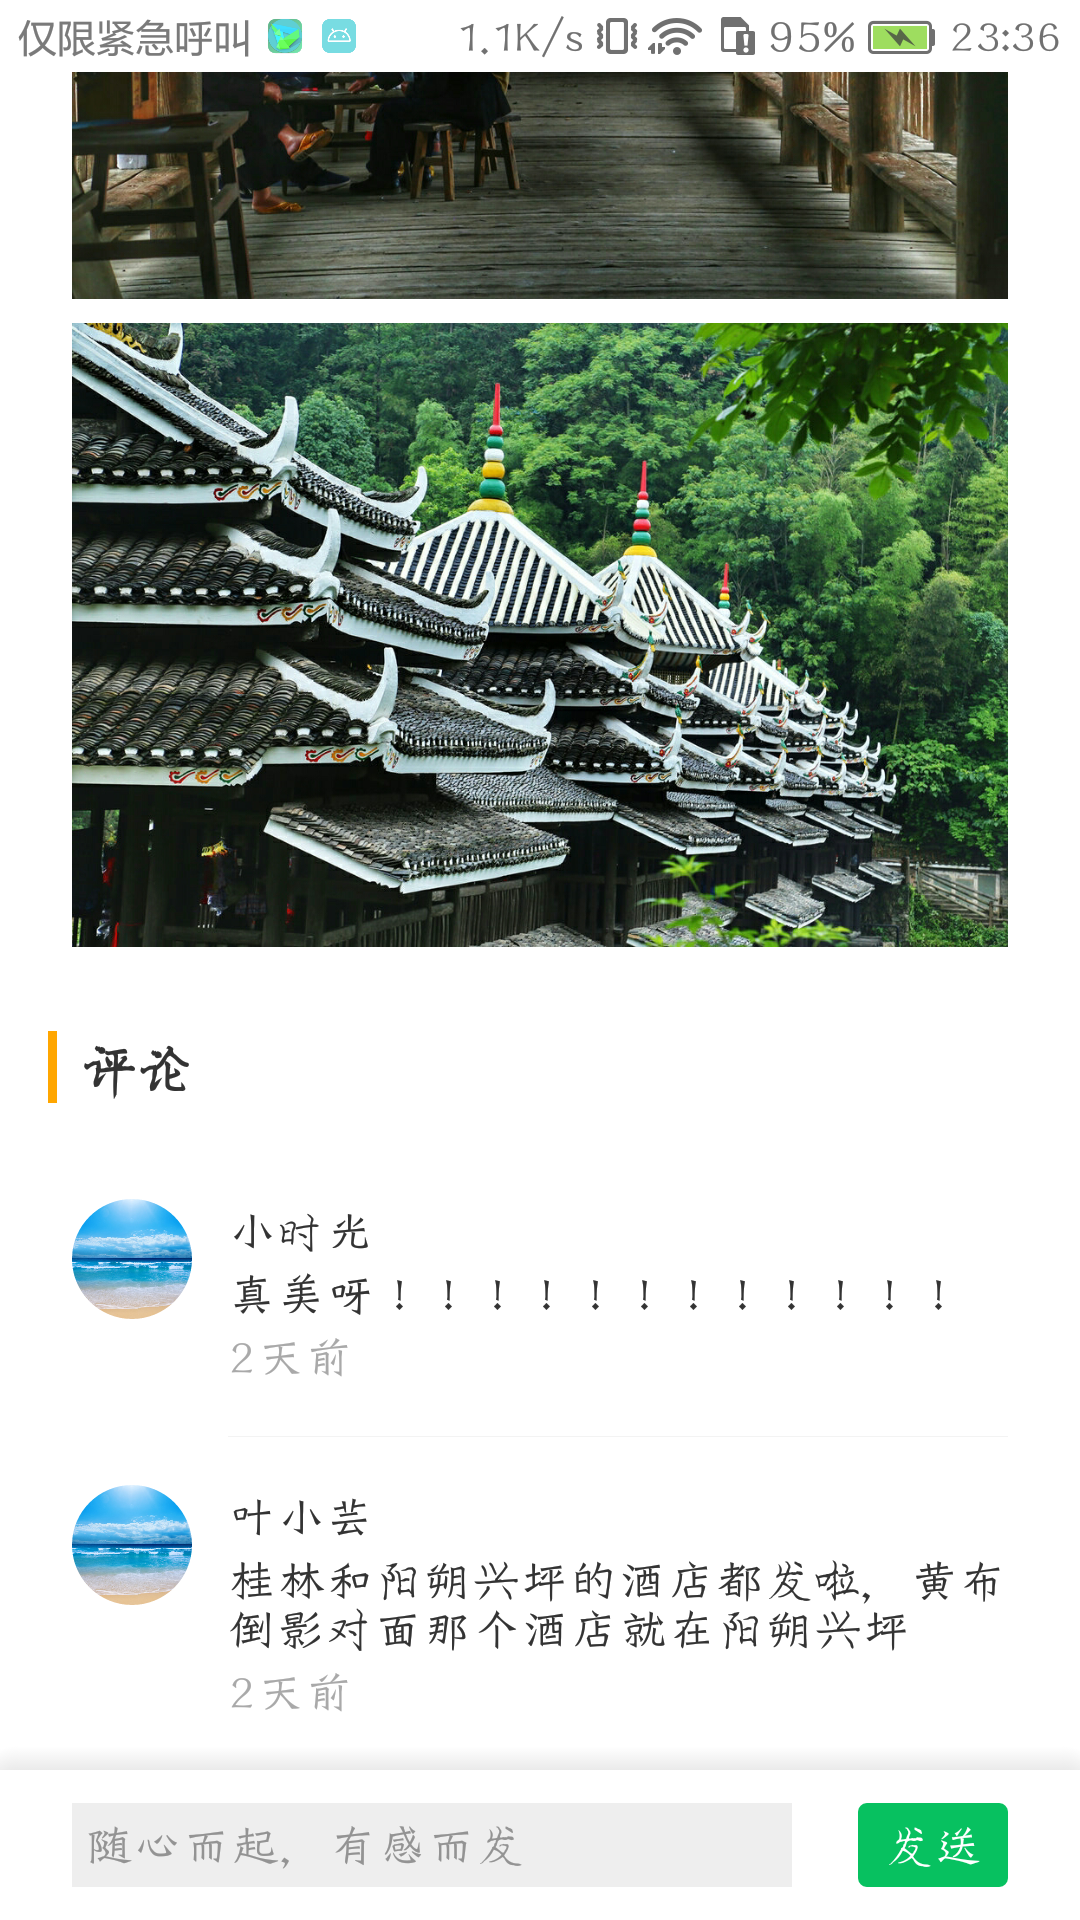 仅限紧急呼叫 1.1K/s 95% 23:36
评论
小时光
真美呀！！！！！！！！！！！！
2天前
叶小芸
桂林和阳朔兴坪的酒店都发啦，黄布
倒影对面那个酒店就在阳朔兴坪
2天前
随心而起，有感而发 发送